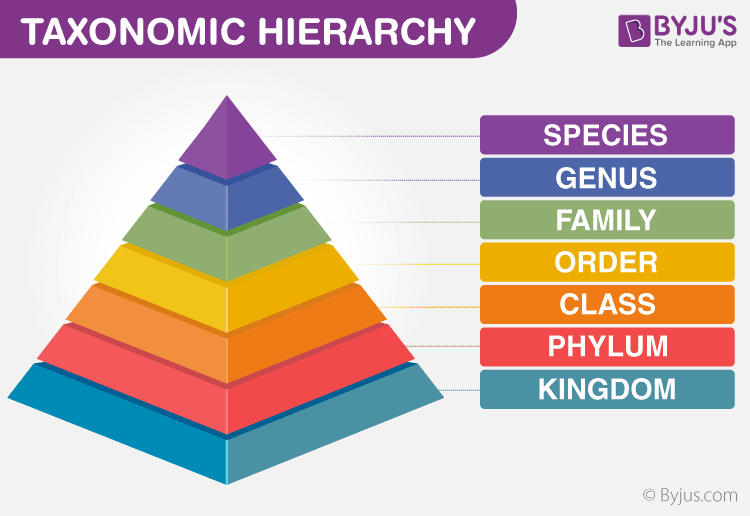 TAXONOMIC HIERARCHY
BYJU'S
The Learning App
SPECIES
GENUS
FAMILY
ORDER
CLASS
PHYLUM
KINGDOM
© Byjus.com